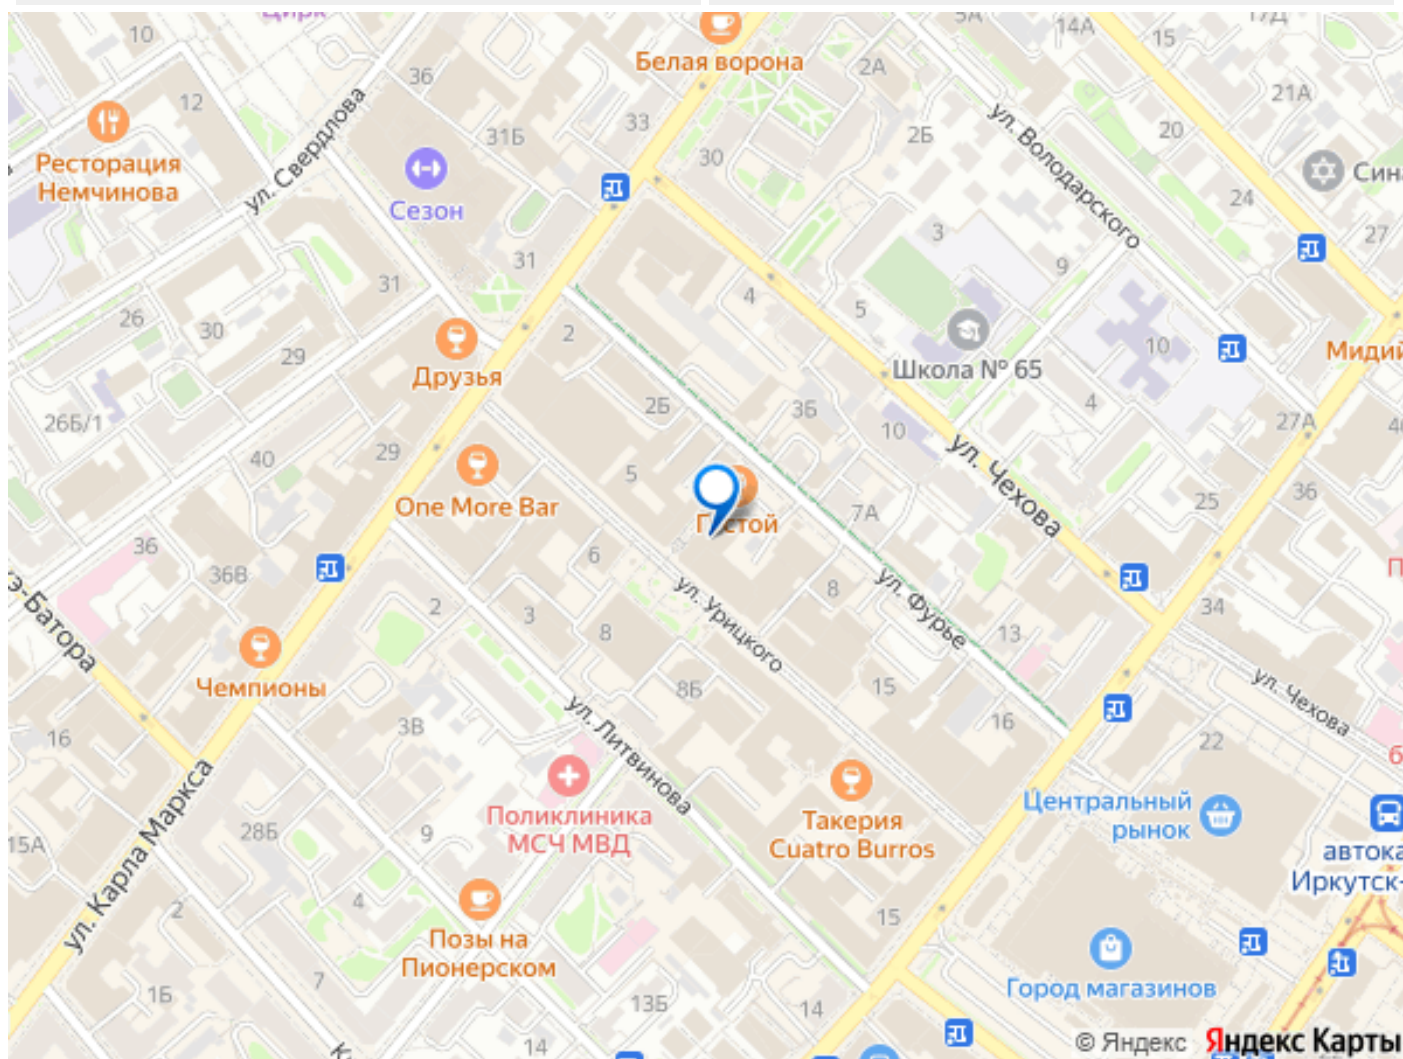 Цирк
10
5А
14А
15
17Д
Белая ворона
36
2А
12
21А
ул. Свердлова
31Б
33
2Б
ул. Володарского
20
Ресторация
Немчинова
30
Сезон
24
3
27
31
9
31
26
30
4
5
2
10
29
Друзья
Школа № 65
Мидий
26Б/1
2Б
3Б
4
27А
40
29
10
ул. Чехова
5
25
36
One More Bar
Густой
7А
36
36В
6
34
2
3
8
ул. Урицкого
8
ул. Фурье
13
Чемпионы
8Б
15
ул. Чехова
16
3В
ул. Литвинова
16
22
ул. Карла Маркса
Поликлиника
МСЧ МВД
Такерия
Cuatro Burros
Центральный
рынок
15А
28Б
9
автока
Иркутск-
4
2
15
Позы на
Пионерском
7
1Б
13Б
14
Город магазинов
14
© Яндекс Яндекс Карты